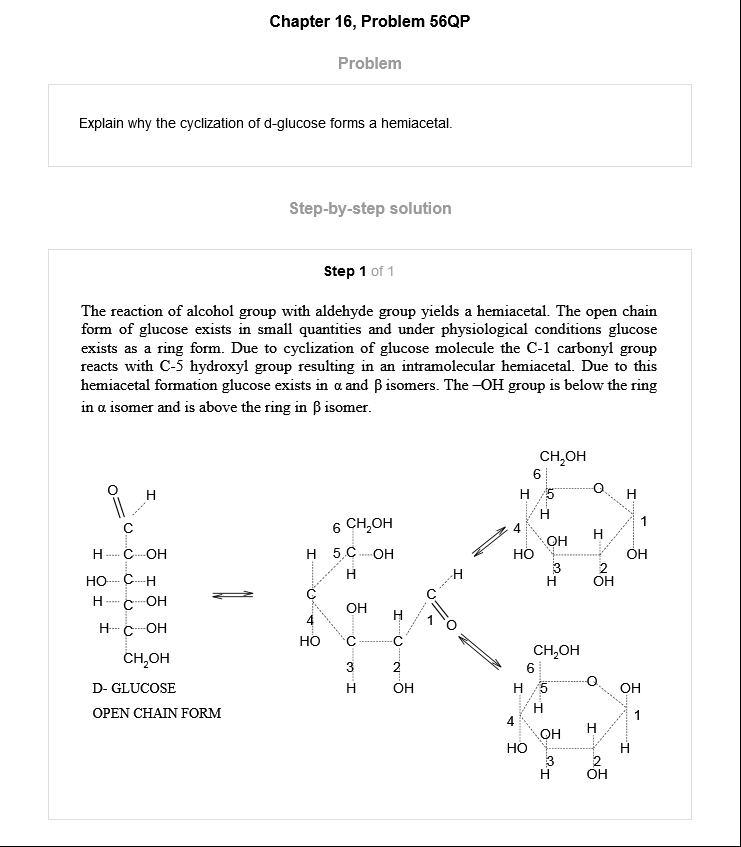 Chapter 16, Problem 56QP
Problem
Explain why the cyclization of d-glucose forms a hemiacetal.
Step-by-step solution
Step 1 of 1
The reaction of alcohol group with aldehyde group yields a hemiacetal. The open chain
form of glucose exists in small quantities and under physiological conditions glucose
exists as a ring form. Due to cyclization of glucose molecule the C-1 carbonyl group
reacts with C-5 hydroxyl group resulting in an intramolecular hemiacetal. Due to this
hemiacetal formation glucose exists in α and β isomers. The –OH group is below the ring
in α isomer and is above the ring in β isomer.
O
H
C
H C OH
HO C H
H C OH
H C OH
CH₂OH
D- GLUCOSE
OPEN CHAIN FORM
6 CH₂OH
H 5 C OH
H
C
H
C
OH
H
4
1
O
HO
C
C
3
2
H
OH
CH₂OH
6
H 5
O
H
H
4
1
OH
H
HO
OH
3
2
H
OH
CH₂OH
6
H 5
O
OH
H
4
1
OH
H
HO
H
3
2
H
OH